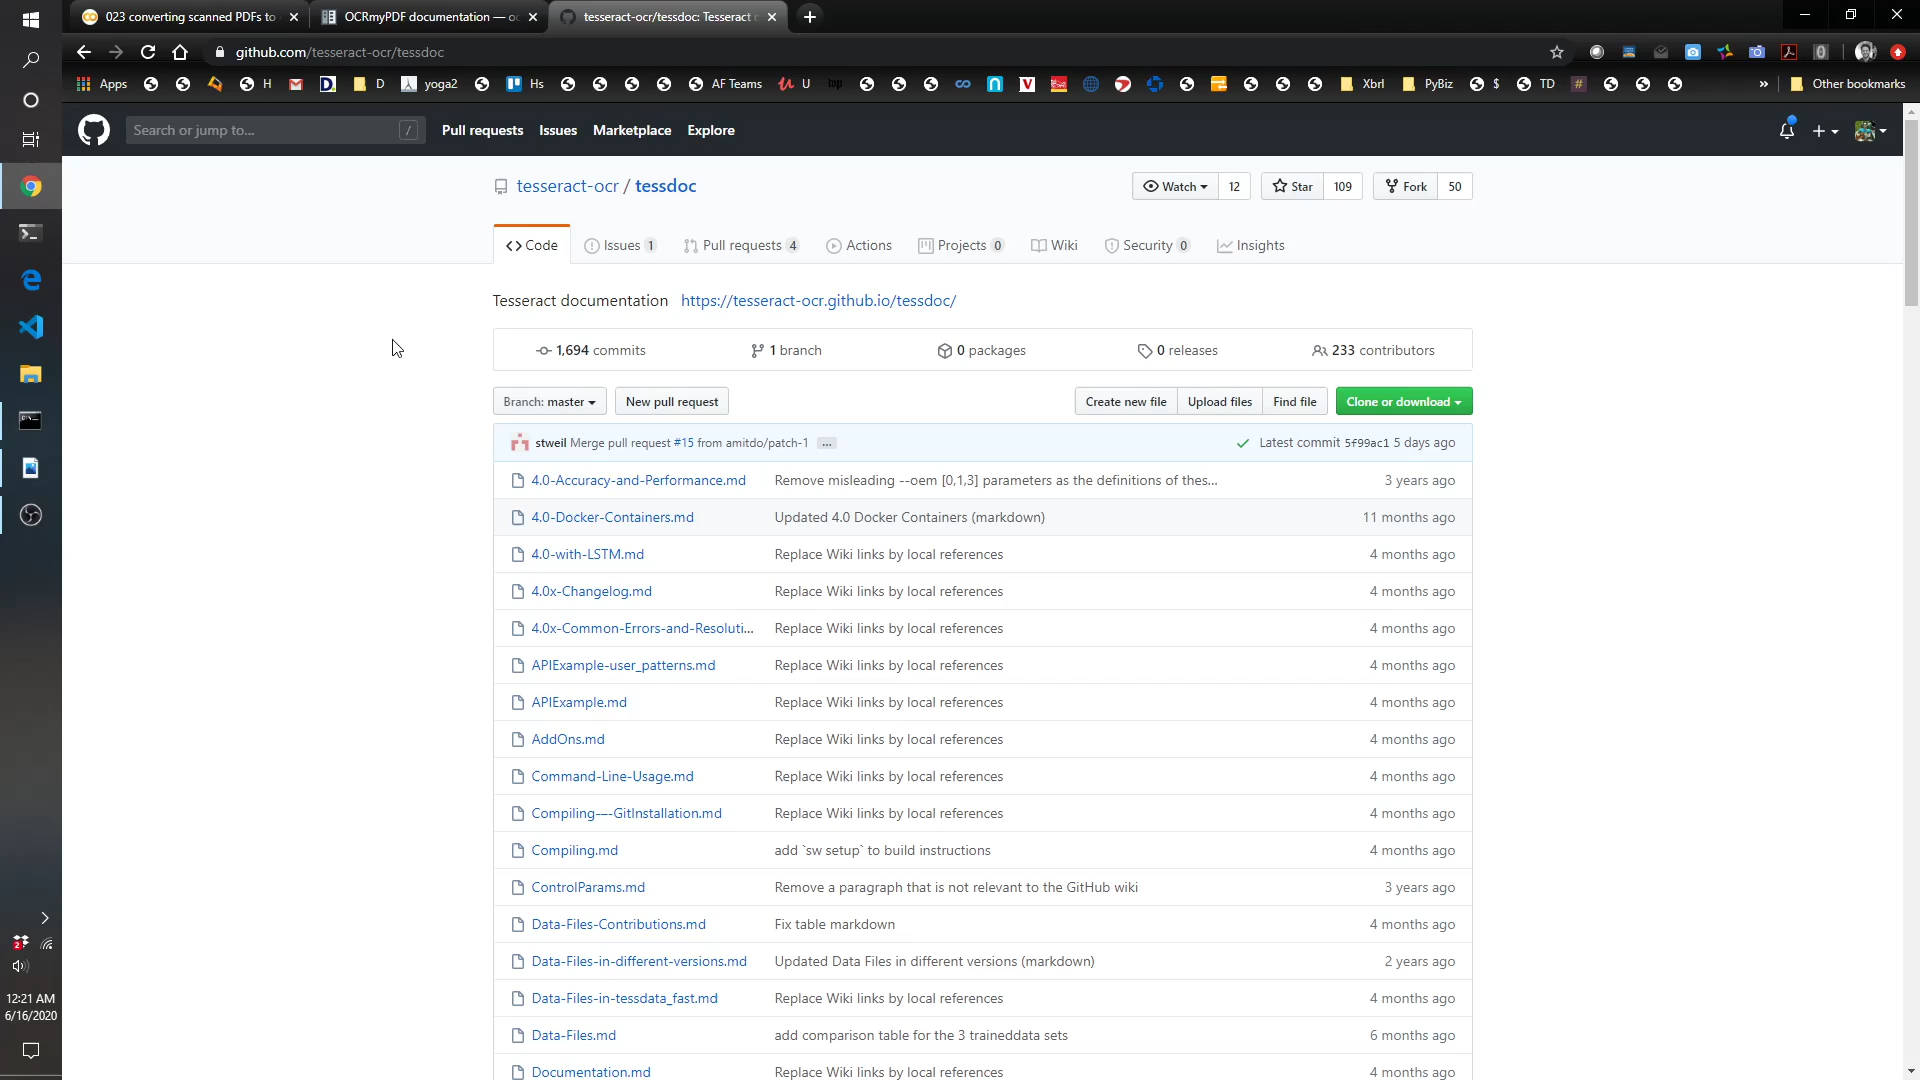 023 converting scanned PDFs to
OCRmyPDF documentation — oc
tesseract-ocr/tessdoc: Tesseract
github.com/tesseract-ocr/tessdoc
Apps H D yoga2 Hs AF Teams U Xbrl PyBiz $ TD # » Other bookmarks
Search or jump to... /
Pull requests Issues Marketplace Explore
tesseract-ocr / tessdoc
Watch 12 Star 109 Fork 50
Code Issues 1 Pull requests 4 Actions Projects 0 Wiki Security 0 Insights
Tesseract documentation https://tesseract-ocr.github.io/tessdoc/
1,694 commits 1 branch 0 packages 0 releases 233 contributors
Branch: master New pull request Create new file Upload files Find file Clone or download
stweil Merge pull request #15 from amitdo/patch-1 ... Latest commit 5f99ac1 5 days ago
4.0-Accuracy-and-Performance.md Remove misleading --oem [0,1,3] parameters as the definitions of thes... 3 years ago
4.0-Docker-Containers.md Updated 4.0 Docker Containers (markdown) 11 months ago
4.0-with-LSTM.md Replace Wiki links by local references 4 months ago
4.0x-Changelog.md Replace Wiki links by local references 4 months ago
4.0x-Common-Errors-and-Resoluti... Replace Wiki links by local references 4 months ago
APIExample-user_patterns.md Replace Wiki links by local references 4 months ago
APIExample.md Replace Wiki links by local references 4 months ago
AddOns.md Replace Wiki links by local references 4 months ago
Command-Line-Usage.md Replace Wiki links by local references 4 months ago
Compiling-–-GitInstallation.md Replace Wiki links by local references 4 months ago
Compiling.md add `sw setup` to build instructions 4 months ago
ControlParams.md Remove a paragraph that is not relevant to the GitHub wiki 3 years ago
Data-Files-Contributions.md Fix table markdown 4 months ago
Data-Files-in-different-versions.md Updated Data Files in different versions (markdown) 2 years ago
Data-Files-in-tessdata_fast.md Replace Wiki links by local references 4 months ago
Data-Files.md add comparison table for the 3 traineddata sets 6 months ago
Documentation.md Replace Wiki links by local references 4 months ago
12:21 AM
6/16/2020